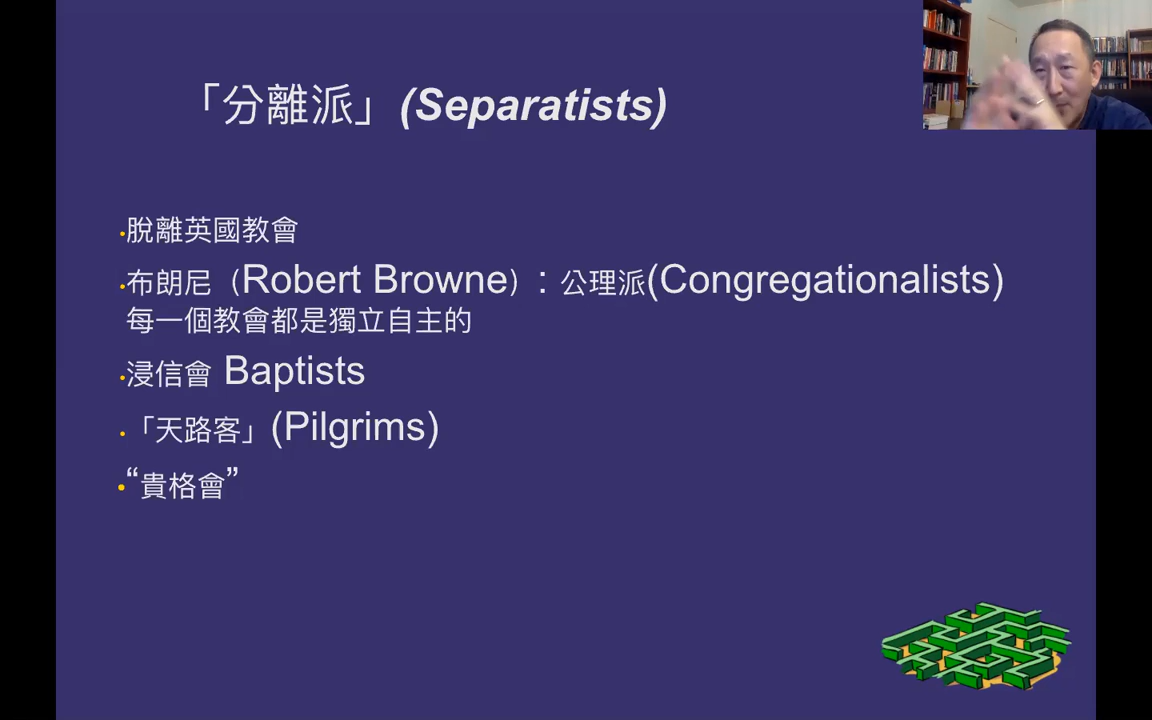 「分離派」(Separatists)
•脫離英國教會
•布朗尼（Robert Browne）：公理派(Congregationalists)
每一個教會都是獨立自主的
•浸信會 Baptists
•「天路客」(Pilgrims)
•“貴格會”